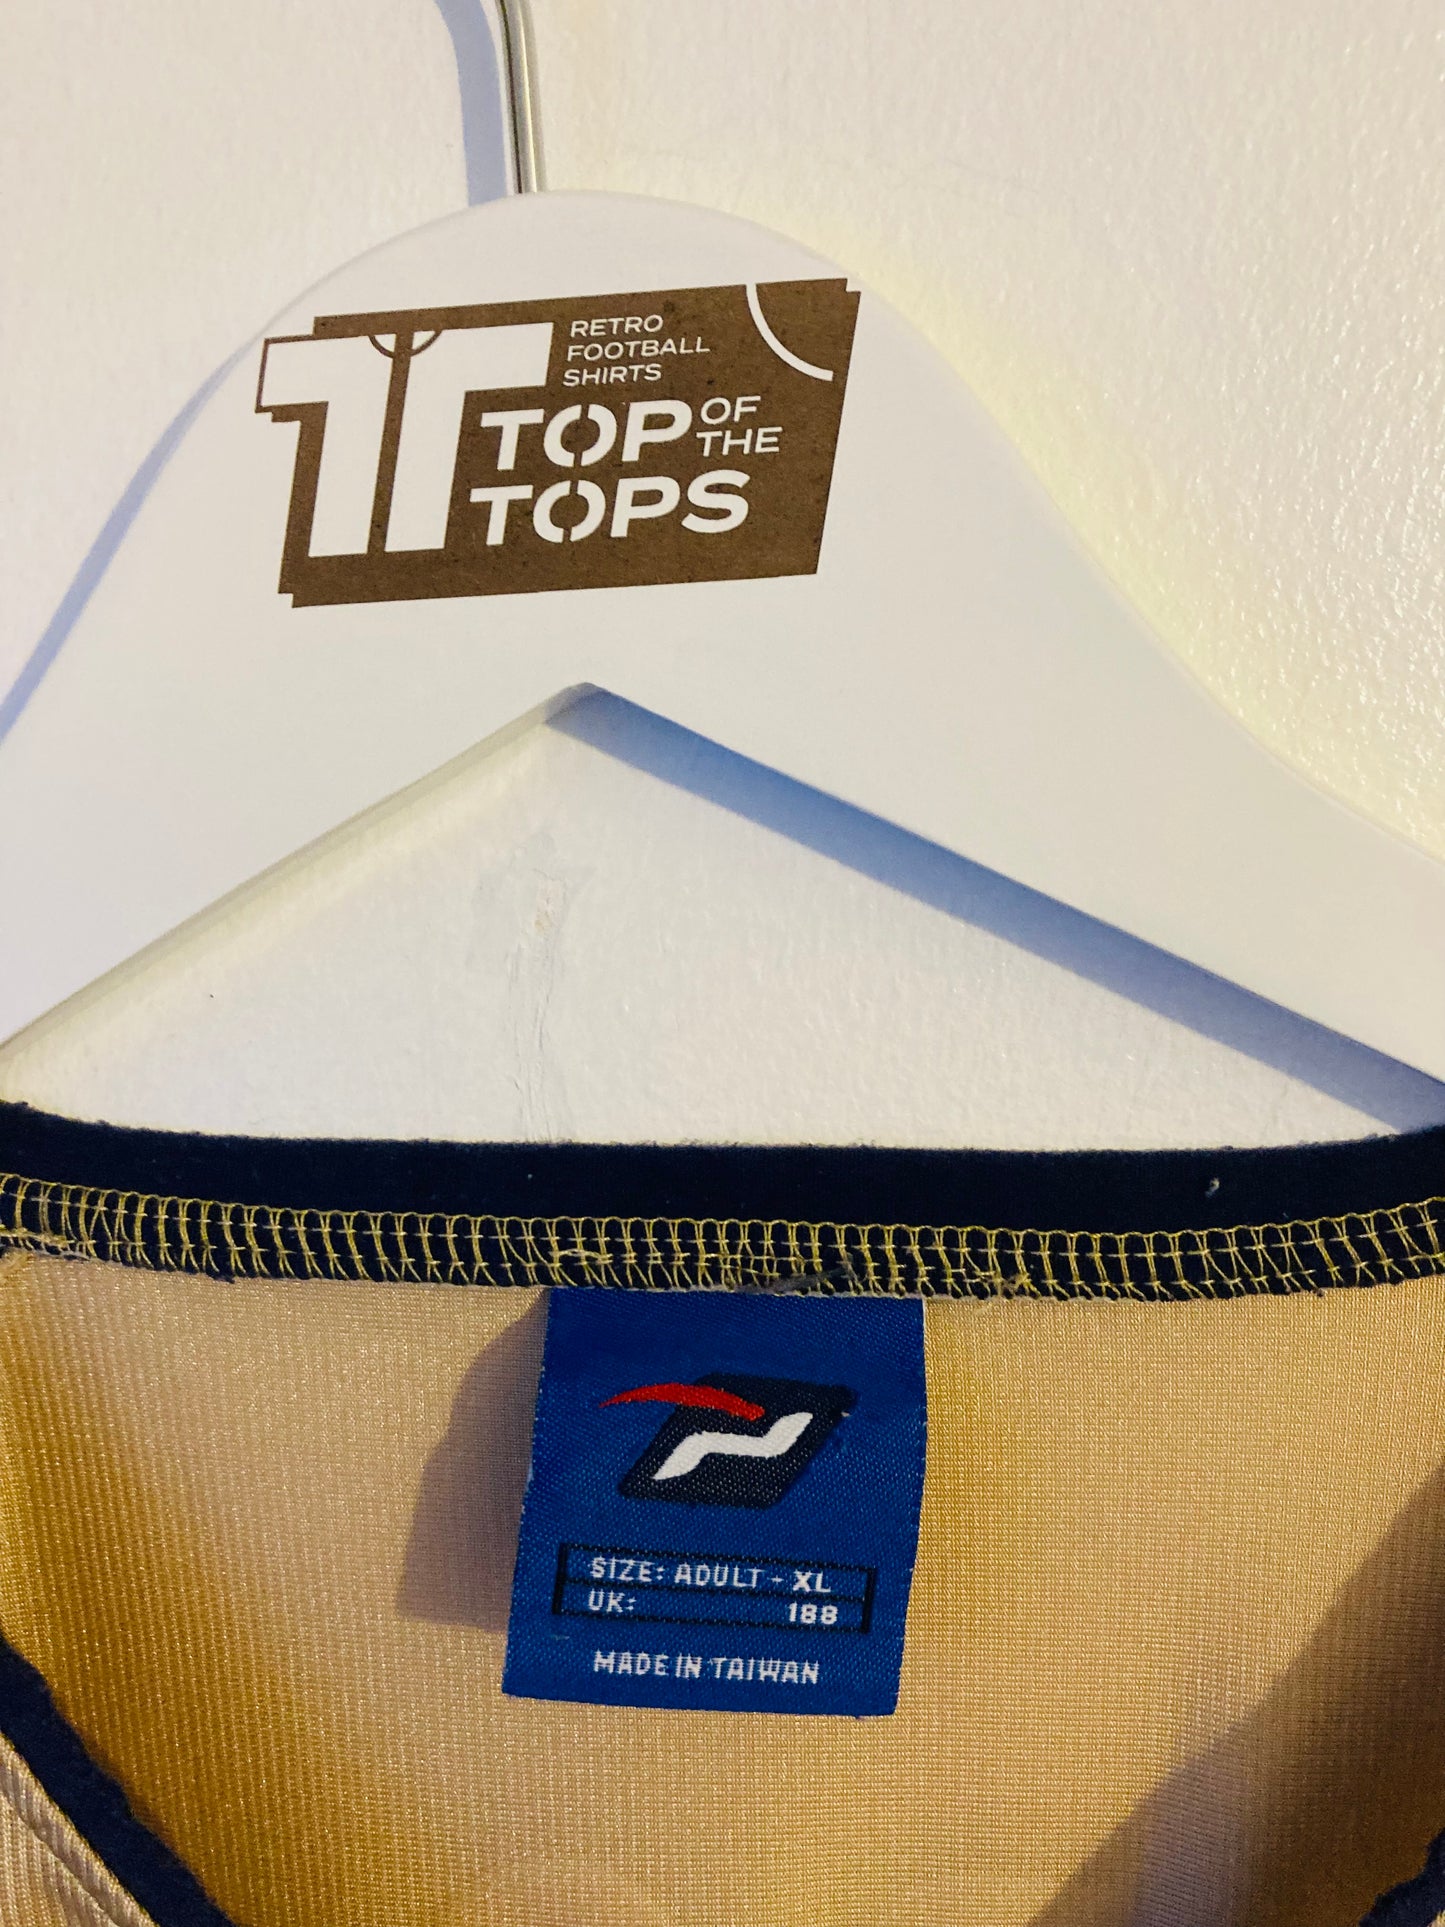 RETRO
FOOTBALL
SHIRTS
TOP OF THE
TOPS
SIZE: ADULT - XL
UK: 188
MADE IN TAIWAN